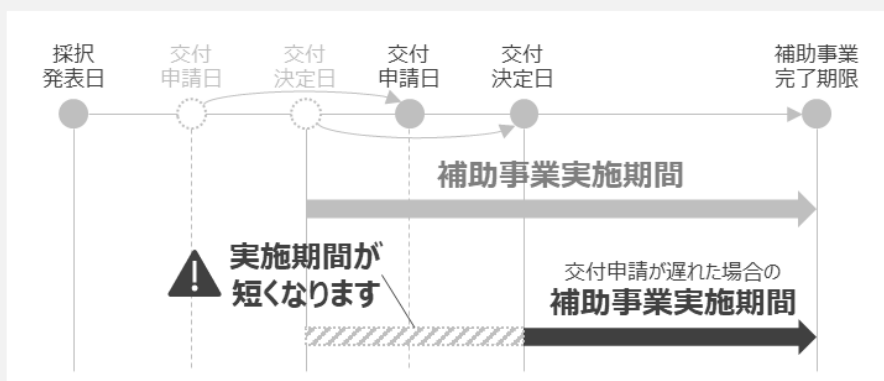 採択
発表日
交付
申請日
交付
決定日
交付
申請日
交付
決定日
補助事業
完了期限
補助事業実施期間
実施期間が
短くなります
交付申請が遅れた場合の
補助事業実施期間